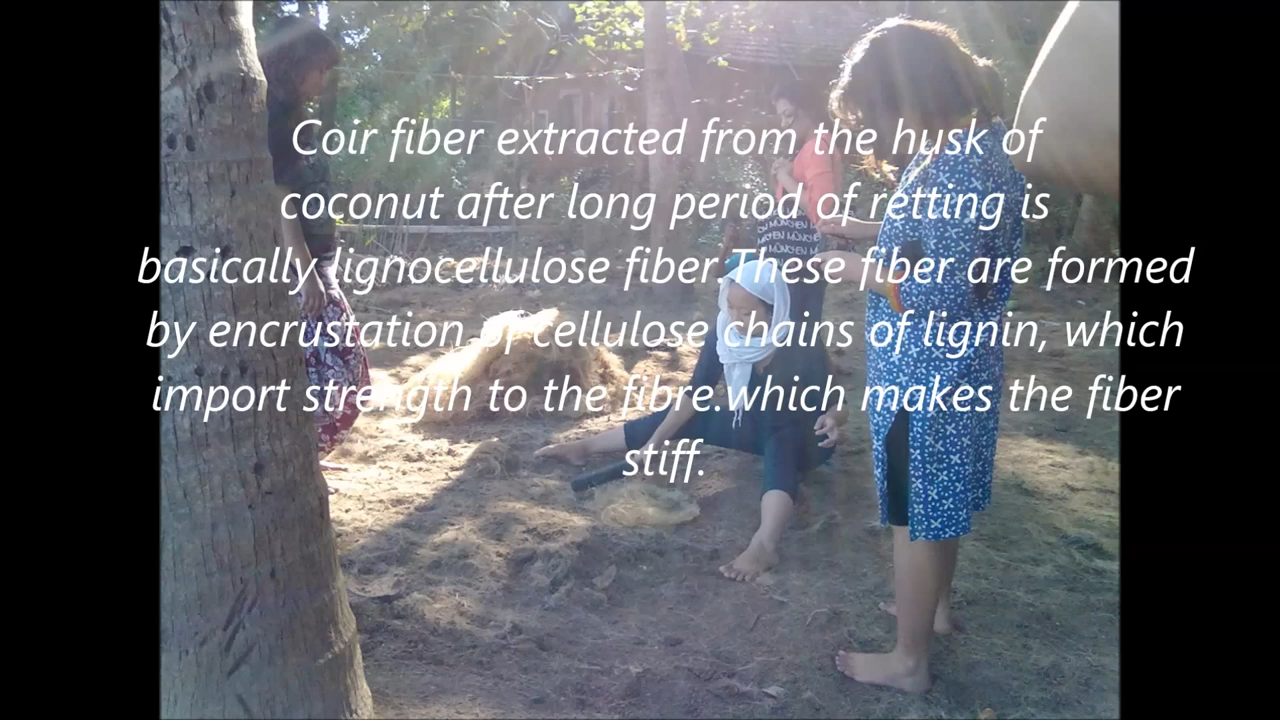 Coir fiber extracted from the husk of
coconut after long period of retting is
basically lignocellulose fiber.These fiber are formed
by encrustation of cellulose chains of lignin, which
import strength to the fibre.which makes the fiber
stiff.